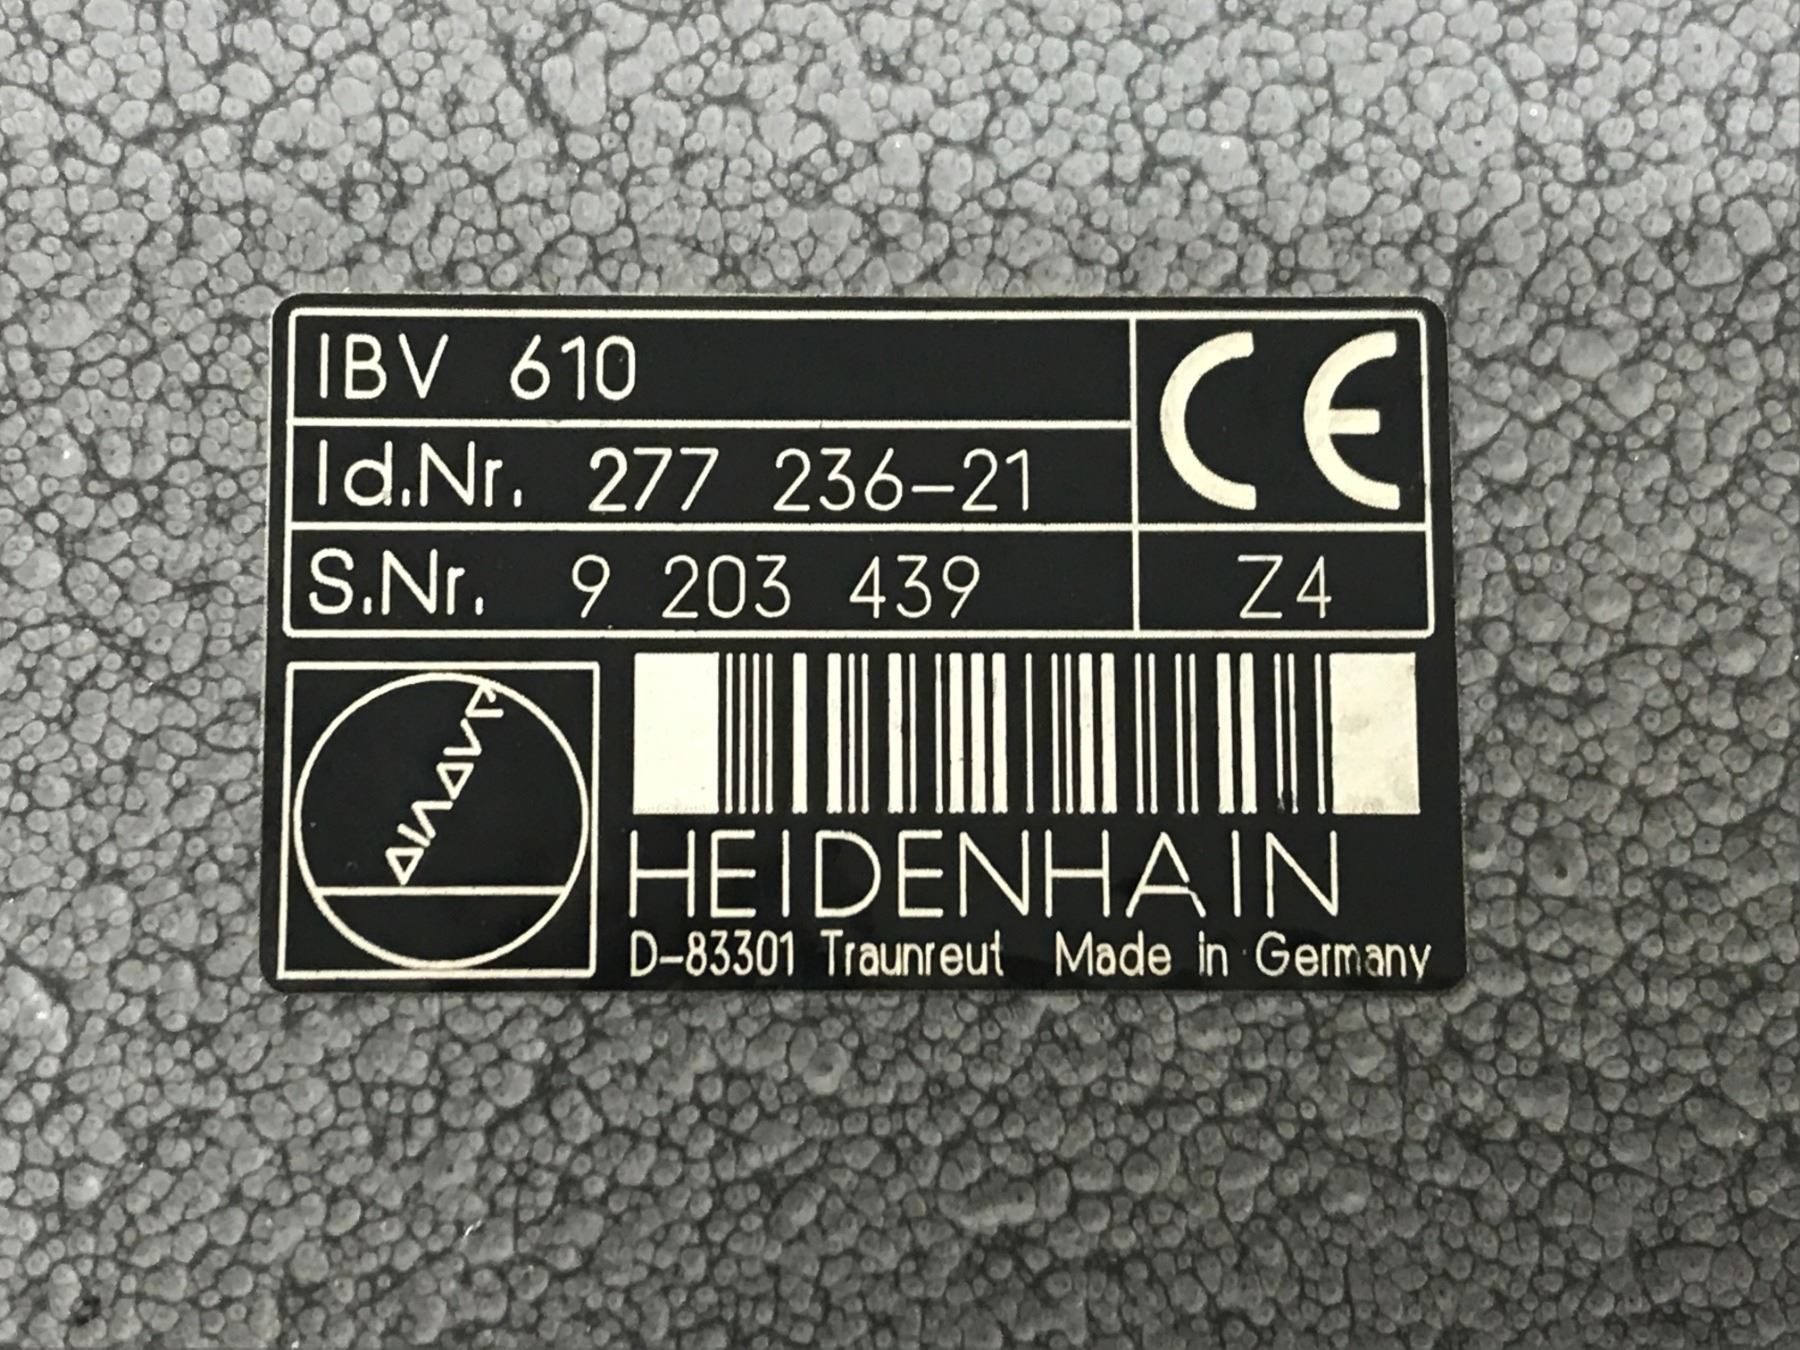 IBV 610
CE
Id.Nr. 277 236-21
S.Nr. 9 203 439
Z4
DIADUR
HEIDENHAIN
D-83301 Traunreut Made in Germany